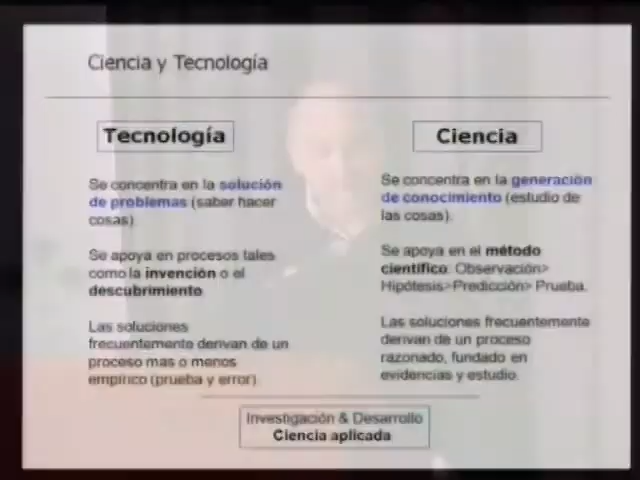 Ciencia y Tecnología
Tecnología
Se concentra en la solución
de problemas (saber hacer
cosas).
Se apoya en procesos tales
como la invención o el
descubrimiento.
Las soluciones
frecuentemente derivan de un
proceso mas o menos
empírico (prueba y error).
Ciencia
Se concentra en la generación
de conocimiento (estudio de
las cosas).
Se apoya en el método
científico: Observación>
Hipótesis>Predicción> Prueba.
Las soluciones frecuentemente
derivan de un proceso
razonado, fundado en
evidencias y estudio.
Investigación & Desarrollo
Ciencia aplicada